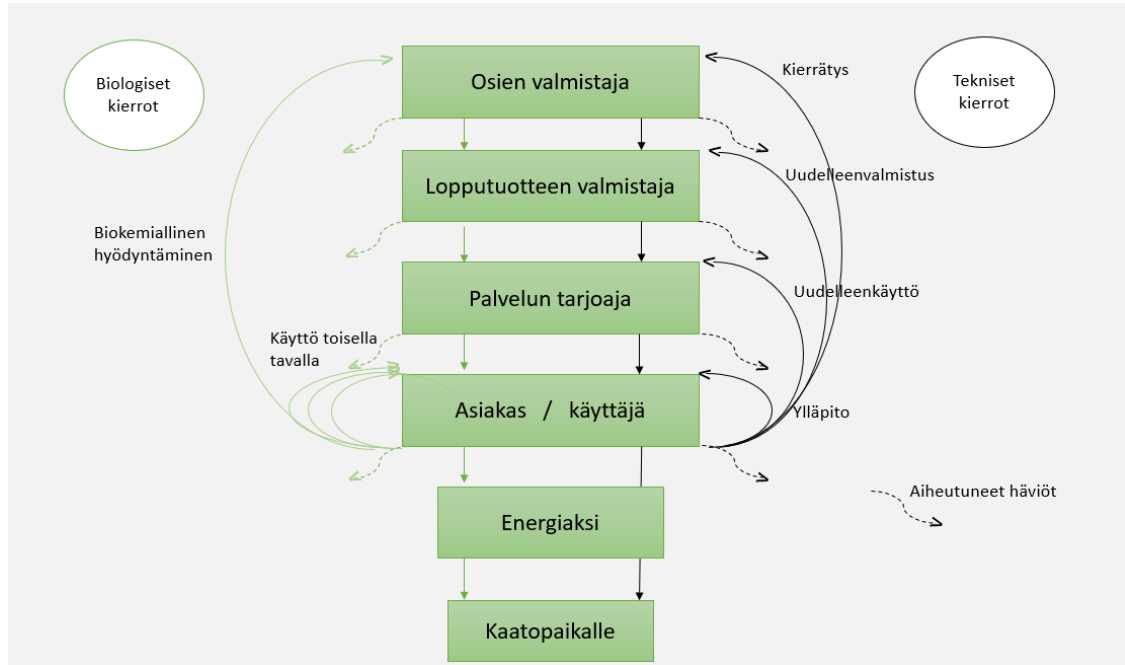 Biologiset
kierrot
Osien valmistaja
Kierrätys
Tekniset
kierrot
Lopputuotteen valmistaja
Uudelleenvalmistus
Biokemiallinen
hyödyntäminen
Palvelun tarjoaja
Uudelleenkäyttö
Käyttö toisella
tavalla
Asiakas / käyttäjä
Ylläpito
Aiheutuneet häviöt
Energiaksi
Kaatopaikalle